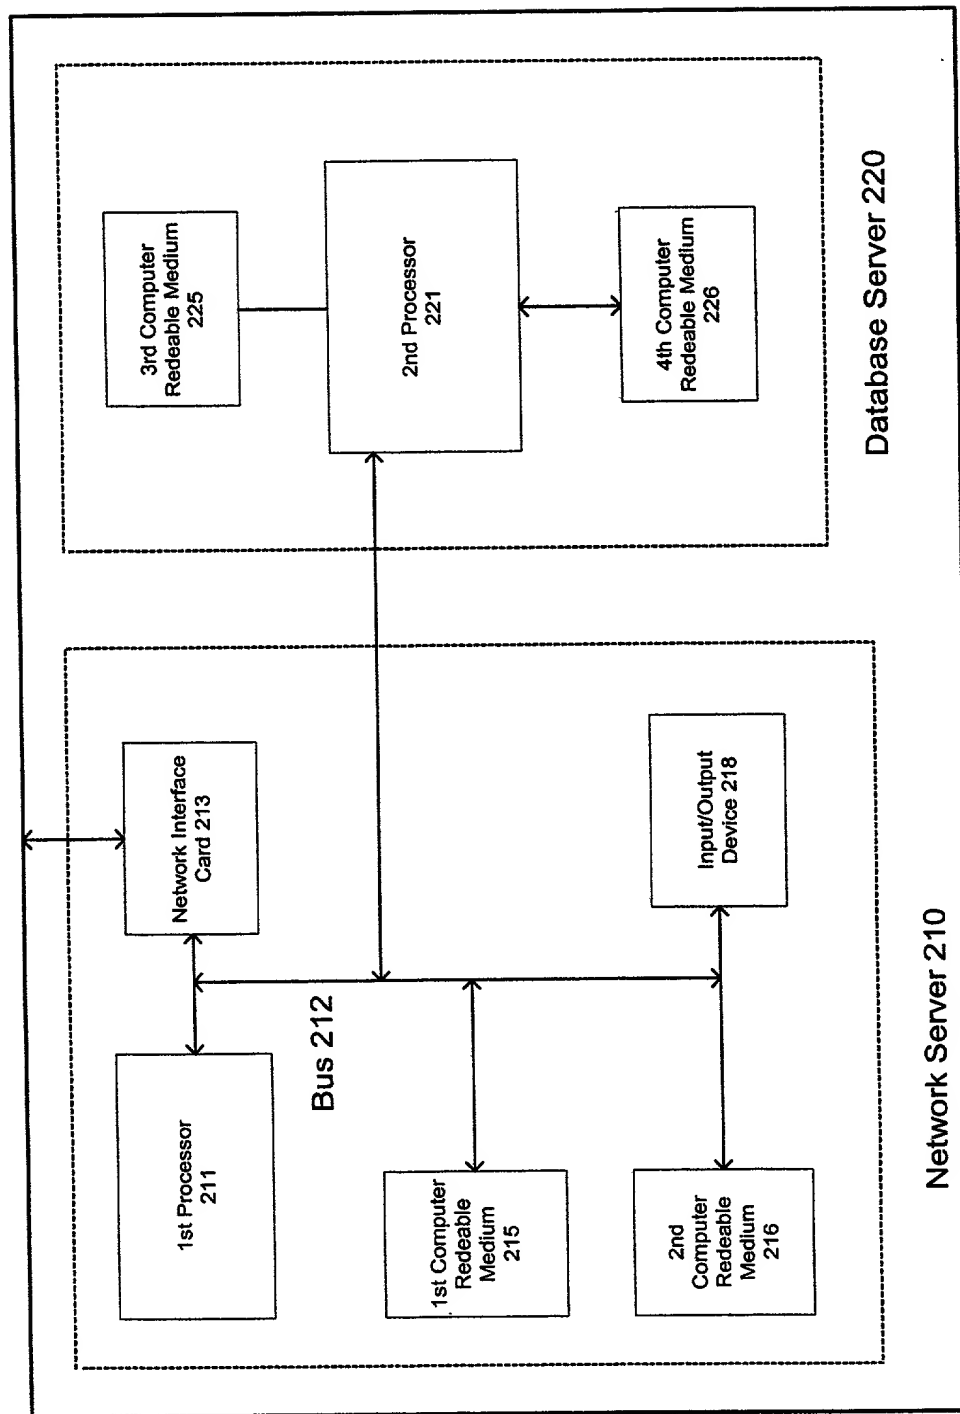 1st Processor
211
Network Interface
Card 213
3rd Computer
Redeable Medium
225
Bus 212
2nd Processor
221
1st Computer
Redeable
Medium
215
2nd
Computer
Redeable
Medium
216
Input/Output
Device 218
4th Computer
Redeable Medium
226
Network Server 210
Database Server 220